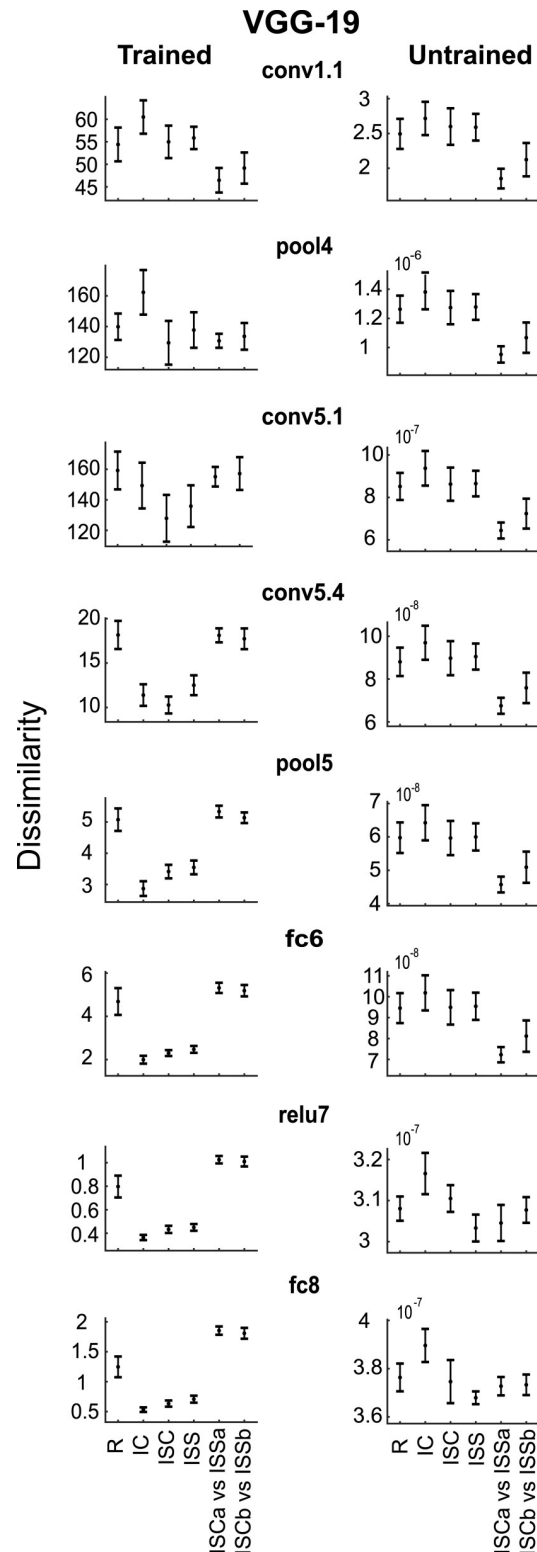 VGG-19
Trained
Untrained
conv1.1
60
55
50
45
3
2.5
2
pool4
160
140
120
10-6
1.4
1.2
1
conv5.1
160
140
120
10-7
10
8
6
conv5.4
20
15
10
10-8
10
8
6
Dissimilarity
pool5
5
4
3
10-8
7
6
5
4
fc6
6
4
2
10-8
11
10
9
8
7
relu7
1
0.8
0.6
0.4
10-7
3.2
3.1
3
fc8
2
1.5
1
0.5
10-7
4
3.8
3.6
R
IC
ISC
ISS
ISCa vs ISSa
ISCb vs ISSb
R
IC
ISC
ISS
ISCa vs ISSa
ISCb vs ISSb